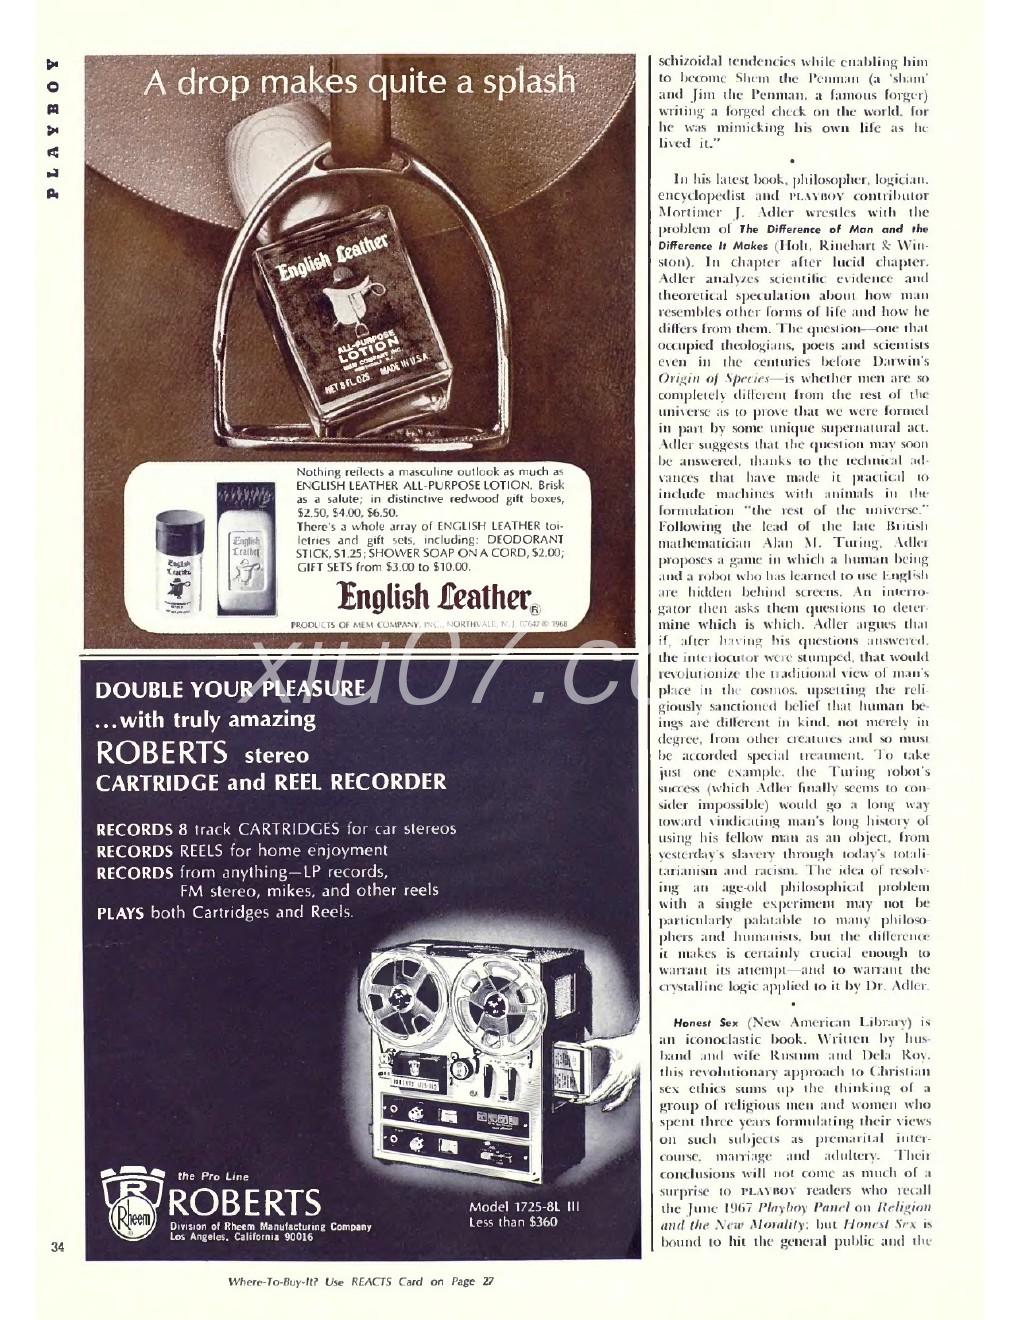 PLAYBOY
A drop makes quite a splash
English Leather
ALL-PURPOSE
LOTION
MEM COMPANY, INC.
NET 8 FL.OZS. MADE IN U.S.A.
Nothing reflects a masculine outlook as much as
ENGLISH LEATHER ALL-PURPOSE LOTION. Brisk
as a salute; in distinctive redwood gift boxes,
$2.50, $4.00, $6.50.
There's a whole array of ENGLISH LEATHER toi-
letries and gift sets, including: DEODORANT
STICK, $1.25; SHOWER SOAP ON A CORD, $2.00;
GIFT SETS from $3.00 to $10.00.
English
Leather
English
Leather
English Leather®
PRODUCTS OF MEM COMPANY, INC., NORTHVALE, N. J. 07647 © 1968
DOUBLE YOUR PLEASURE
...with truly amazing
ROBERTS stereo
CARTRIDGE and REEL RECORDER
RECORDS 8 track CARTRIDGES for car stereos
RECORDS REELS for home enjoyment
RECORDS from anything—LP records,
FM stereo, mikes, and other reels
PLAYS both Cartridges and Reels.
the Pro Line
R
Rheem
ROBERTS
Division of Rheem Manufacturing Company
Los Angeles, California 90016
Model 1725-8L III
Less than $360
34
Where-To-Buy-It? Use REACTS Card on Page 27
schizoidal tendencies while enabling him
to become Shem the Penman (a 'sham'
and Jim the Penman, a famous forger)
writing a forged check on the world, for
he was mimicking his own life as he
lived it."
•
In his latest book, philosopher, logician,
encyclopedist and PLAYBOY contributor
Mortimer J. Adler wrestles with the
problem of The Difference of Man and the
Difference It Makes (Holt, Rinehart & Win-
ston). In chapter after lucid chapter,
Adler analyzes scientific evidence and
theoretical speculation about how man
resembles other forms of life and how he
differs from them. The question—one that
occupied theologians, poets and scientists
even in the centuries before Darwin's
Origin of Species—is whether men are so
completely different from the rest of the
universe as to prove that we were formed
in part by some unique supernatural act.
Adler suggests that the question may soon
be answered, thanks to the technical ad-
vances that have made it practical to
include machines with animals in the
formulation "the rest of the universe."
Following the lead of the late British
mathematician Alan M. Turing, Adler
proposes a game in which a human being
and a robot who has learned to use English
are hidden behind screens. An interro-
gator then asks them questions to deter-
mine which is which. Adler argues that
if, after having his questions answered,
the interlocutor were stumped, that would
revolutionize the traditional view of man's
place in the cosmos, upsetting the reli-
giously sanctioned belief that human be-
ings are different in kind, not merely in
degree, from other creatures and so must
be accorded special treatment. To take
just one example, the Turing robot's
success (which Adler finally seems to con-
sider impossible) would go a long way
toward vindicating man's long history of
using his fellow man as an object, from
yesterday's slavery through today's totali-
tarianism and racism. The idea of resolv-
ing an age-old philosophical problem
with a single experiment may not be
particularly palatable to many philoso-
phers and humanists, but the difference
it makes is certainly crucial enough to
warrant its attempt—and to warrant the
crystalline logic applied to it by Dr. Adler.
•
Honest Sex (New American Library) is
an iconoclastic book. Written by hus-
band and wife Rustum and Dela Roy,
this revolutionary approach to Christian
sex ethics sums up the thinking of a
group of religious men and women who
spent three years formulating their views
on such subjects as premarital inter-
course, marriage and adultery. Their
conclusions will not come as much of a
surprise to PLAYBOY readers who recall
the June 1967 Playboy Panel on Religion
and the New Morality; but Honest Sex is
bound to hit the general public and the
xiu07.co